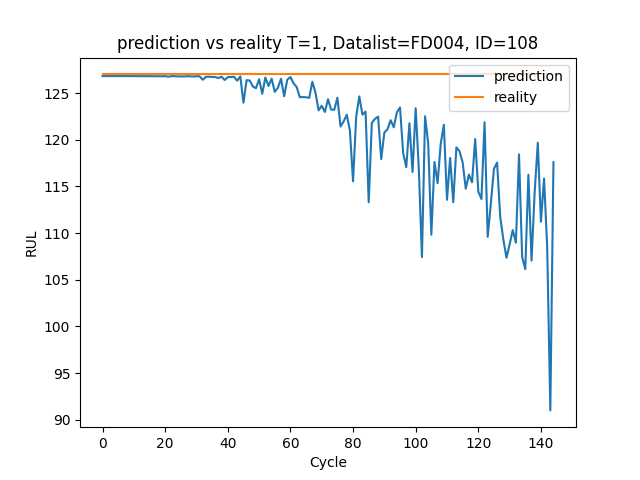 prediction vs reality T=1, Datalist=FD004, ID=108
prediction
reality
RUL
125
120
115
110
105
100
95
90
0 20 40 60 80 100 120 140
Cycle